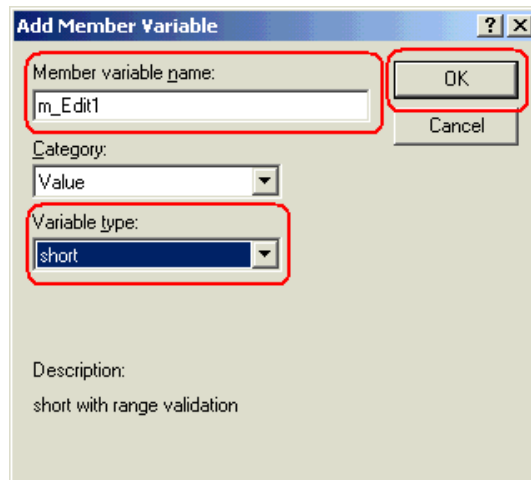 Add Member Variable
Member variable name:
m_Edit1
OK
Cancel
Category:
Value
Variable type:
short
Description:
short with range validation